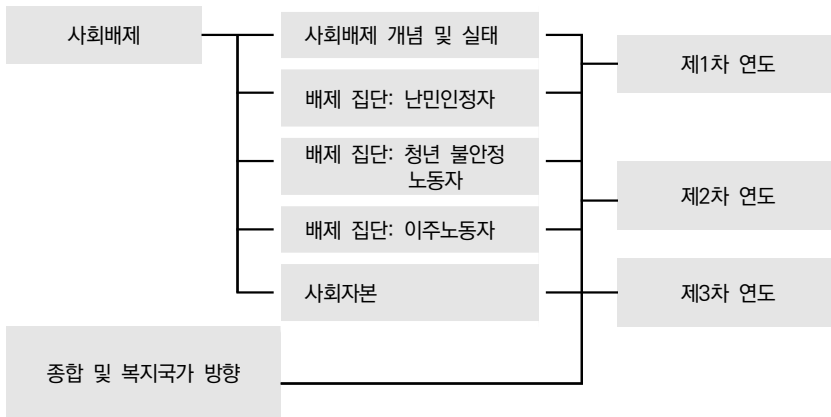 사회배제
사회배제 개념 및 실태
배제 집단: 난민인정자
배제 집단: 청년 불안정
노동자
배제 집단: 이주노동자
사회자본
종합 및 복지국가 방향
제1차 연도
제2차 연도
제3차 연도